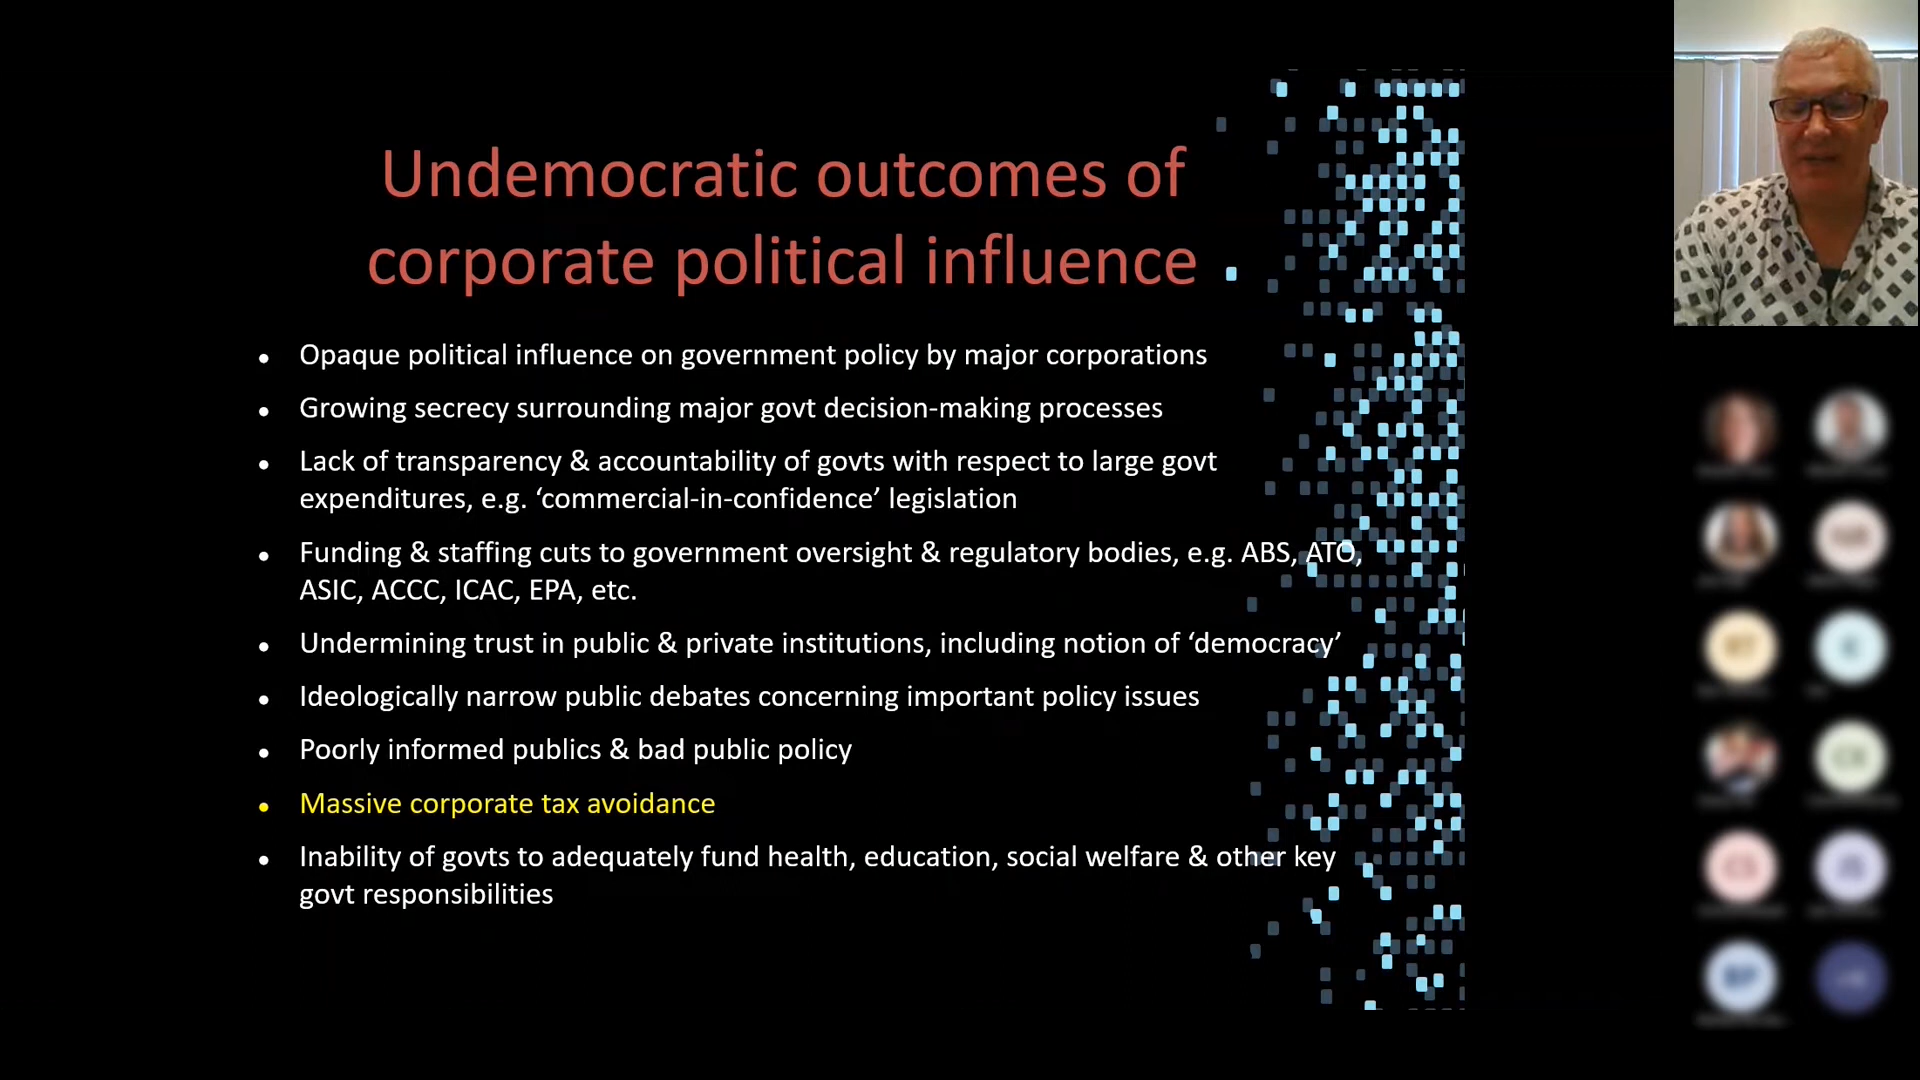 Undemocratic outcomes of
corporate political influence
• Opaque political influence on government policy by major corporations
• Growing secrecy surrounding major govt decision-making processes
• Lack of transparency & accountability of govts with respect to large govt
expenditures, e.g. ‘commercial-in-confidence’ legislation
• Funding & staffing cuts to government oversight & regulatory bodies, e.g. ABS, ATO,
ASIC, ACCC, ICAC, EPA, etc.
• Undermining trust in public & private institutions, including notion of ‘democracy’
• Ideologically narrow public debates concerning important policy issues
• Poorly informed publics & bad public policy
• Massive corporate tax avoidance
• Inability of govts to adequately fund health, education, social welfare & other key
govt responsibilities